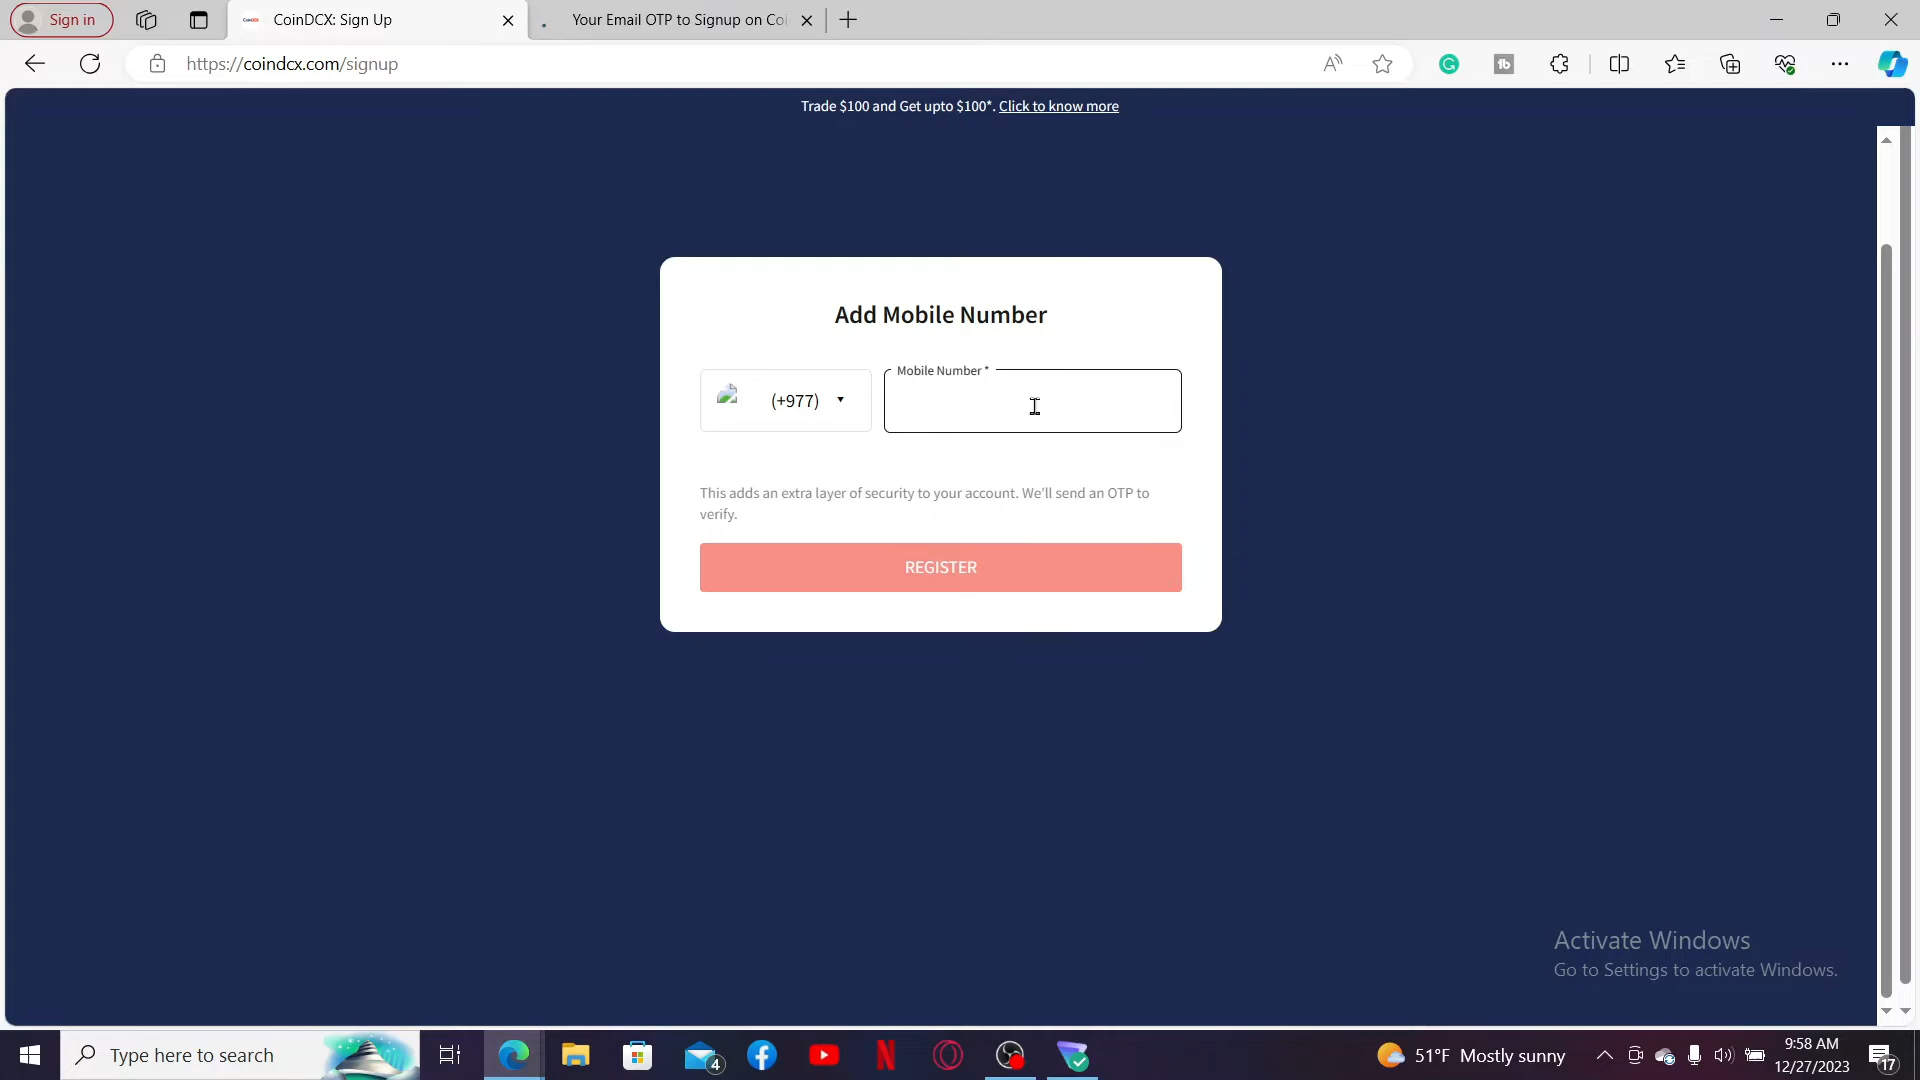 Sign in
CoinDCX: Sign Up
Your Email OTP to Signup on Coi
https://coindcx.com/signup
Trade $100 and Get upto $100*. Click to know more
Add Mobile Number
Mobile Number *
(+977)
This adds an extra layer of security to your account. We'll send an OTP to
verify.
REGISTER
Activate Windows
Go to Settings to activate Windows.
Type here to search
4
51°F Mostly sunny
9:58 AM
12/27/2023
17